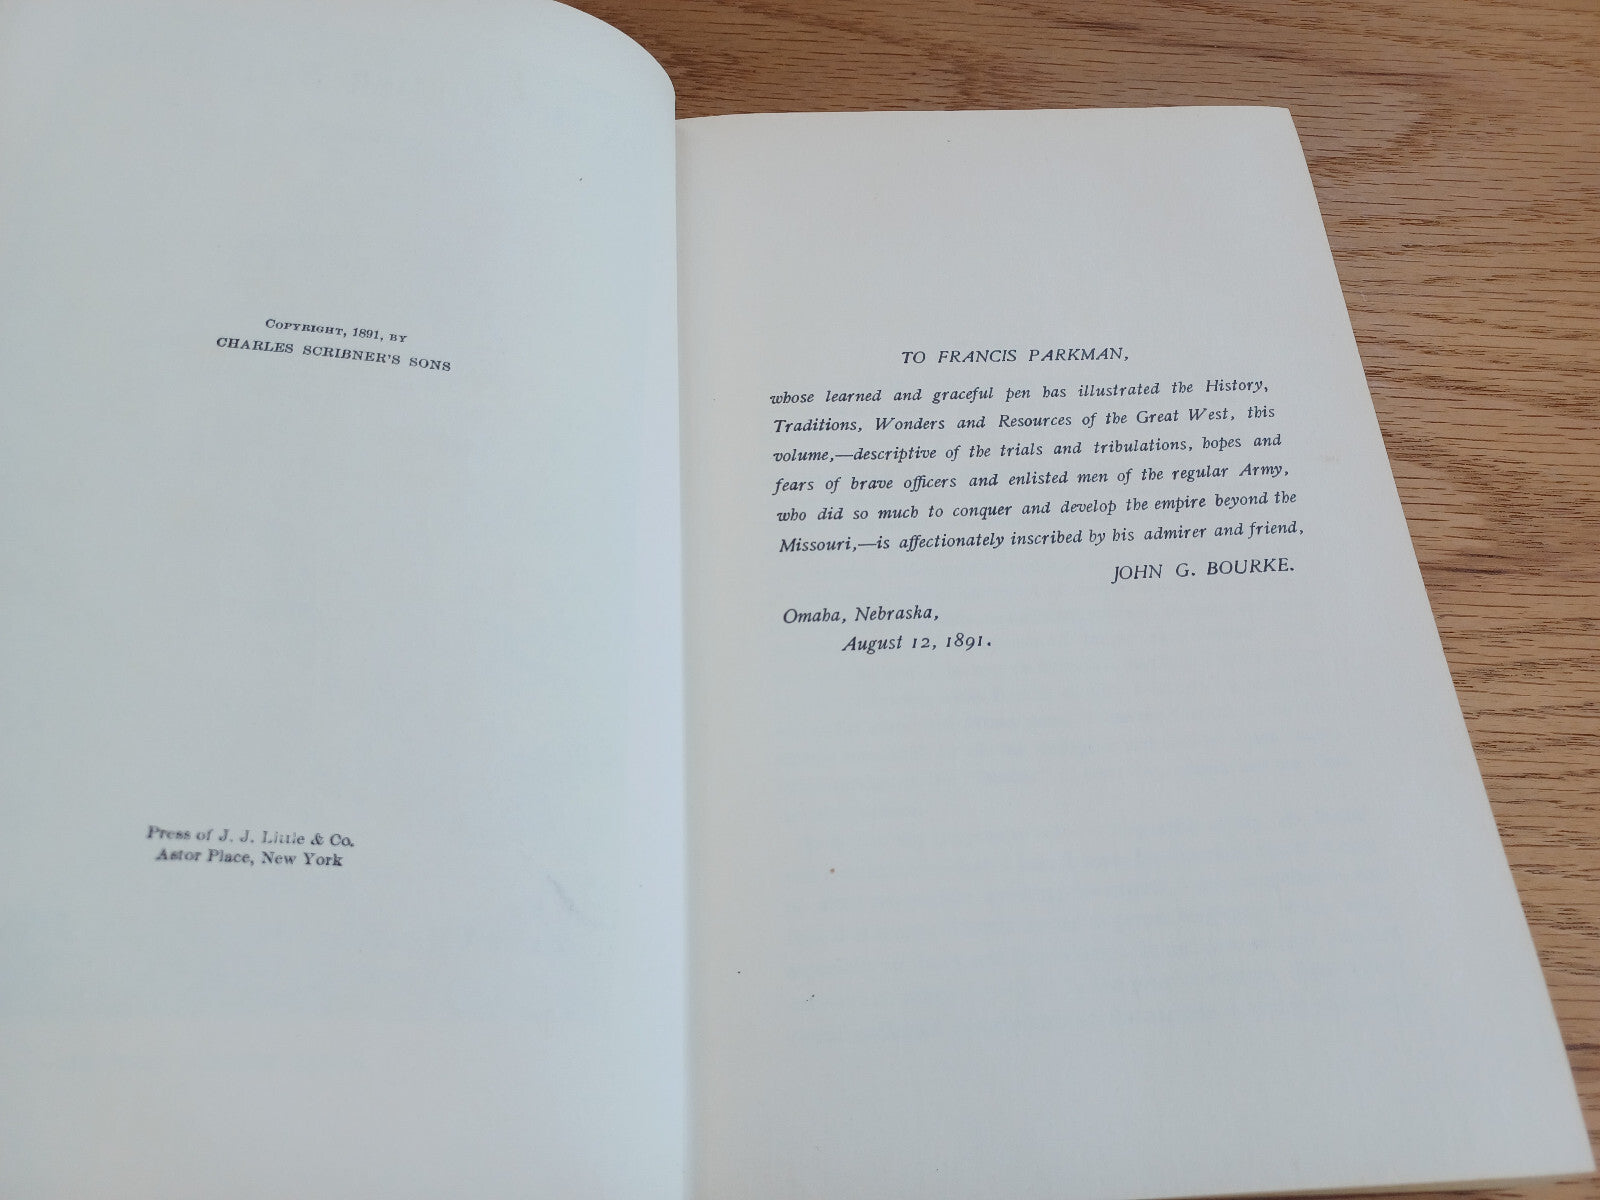 COPYRIGHT, 1891, BY
CHARLES SCRIBNER'S SONS
Press of J. J. Little & Co.
Astor Place, New York
TO FRANCIS PARKMAN,
whose learned and graceful pen has illustrated the History,
Traditions, Wonders and Resources of the Great West, this
volume,—descriptive of the trials and tribulations, hopes and
fears of brave officers and enlisted men of the regular Army,
who did so much to conquer and develop the empire beyond the
Missouri,—is affectionately inscribed by his admirer and friend,
JOHN G. BOURKE.
Omaha, Nebraska,
August 12, 1891.